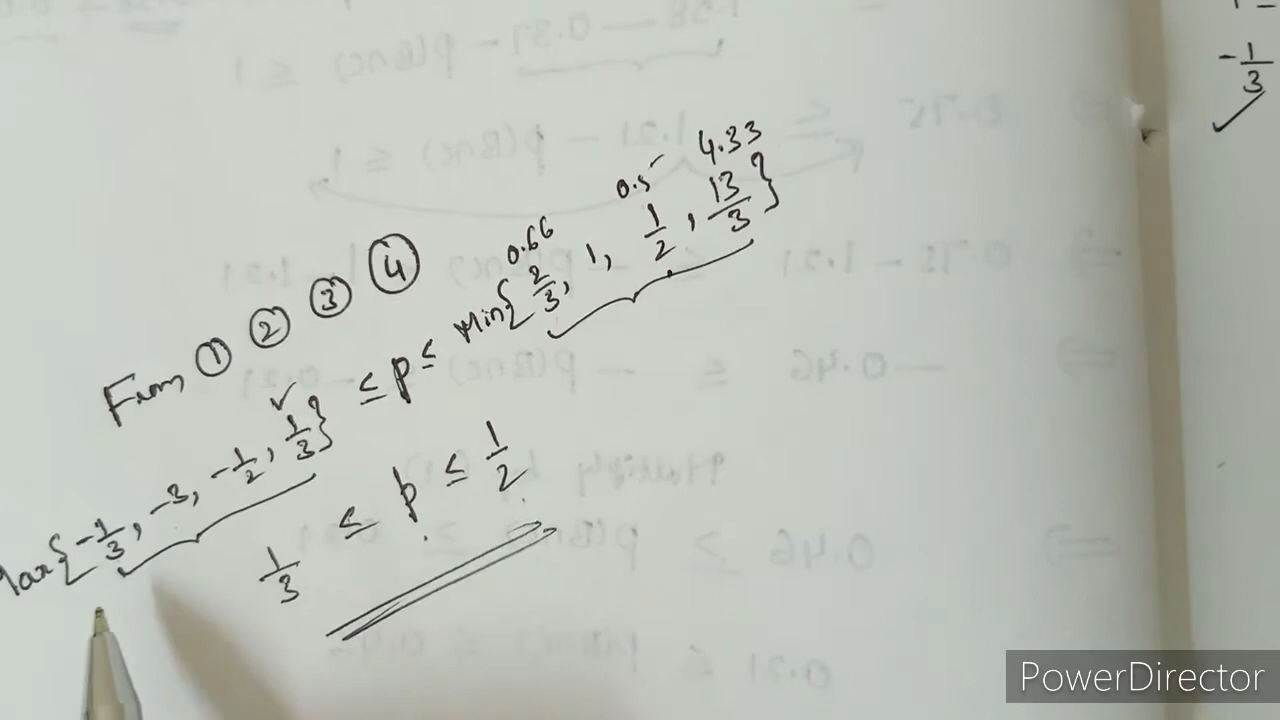 From ① ② ③ ④
Max{-1/3, -3, -1/2, 1/3} ≤ p ≤ Min{2/3, 1, 1/2, 13/3}
0.66 0.5 4.33
1/3 ≤ p ≤ 1/2
-1/3
PowerDirector